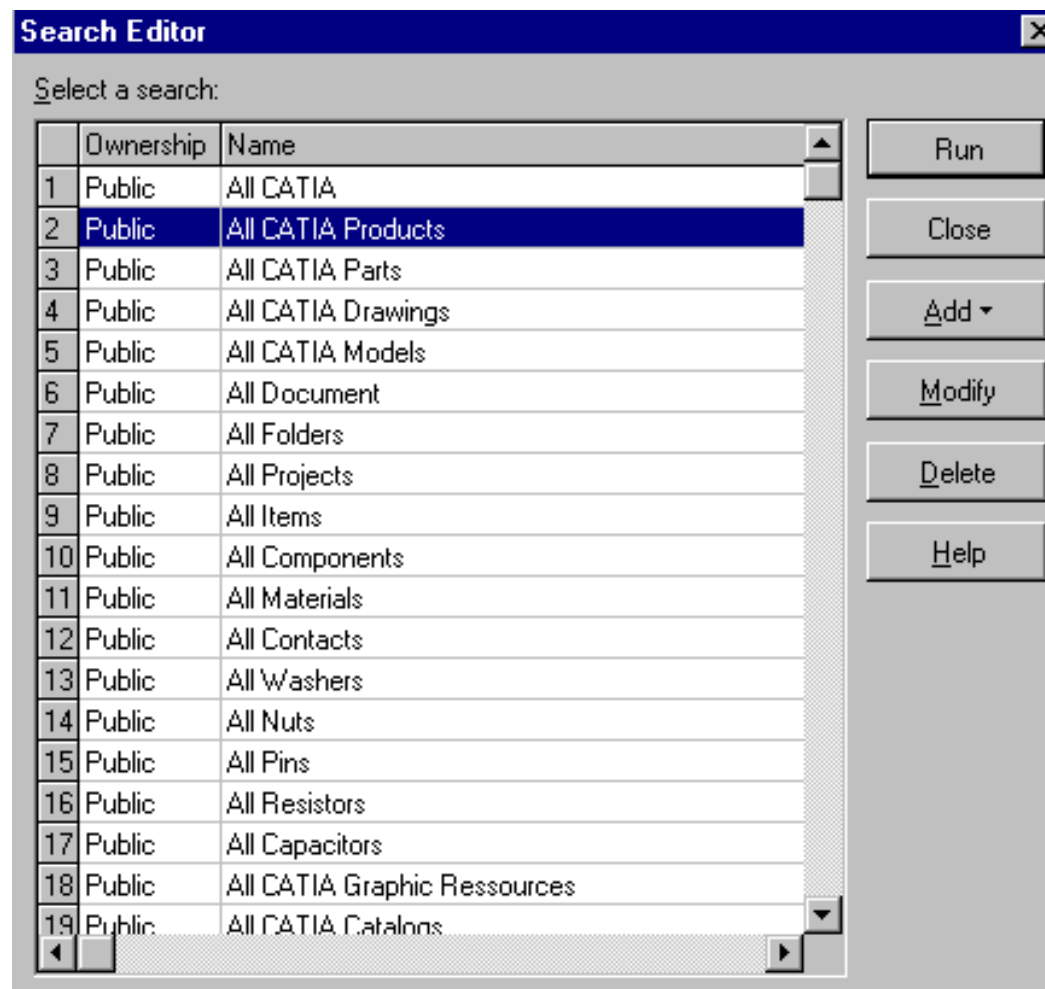 Search Editor
Select a search:
Ownership Name
1 Public All CATIA
2 Public All CATIA Products
3 Public All CATIA Parts
4 Public All CATIA Drawings
5 Public All CATIA Models
6 Public All Document
7 Public All Folders
8 Public All Projects
9 Public All Items
10 Public All Components
11 Public All Materials
12 Public All Contacts
13 Public All Washers
14 Public All Nuts
15 Public All Pins
16 Public All Resistors
17 Public All Capacitors
18 Public All CATIA Graphic Ressources
19 Public All CATIA Catalogs
Run
Close
Add
Modify
Delete
Help